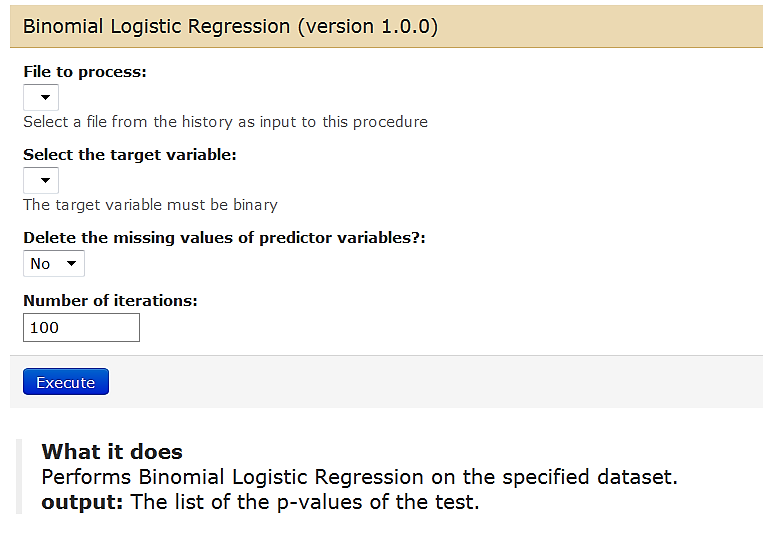 Binomial Logistic Regression (version 1.0.0)
File to process:
Select a file from the history as input to this procedure
Select the target variable:
The target variable must be binary
Delete the missing values of predictor variables?:
No
Number of iterations:
100
Execute
What it does
Performs Binomial Logistic Regression on the specified dataset.
output: The list of the p-values of the test.